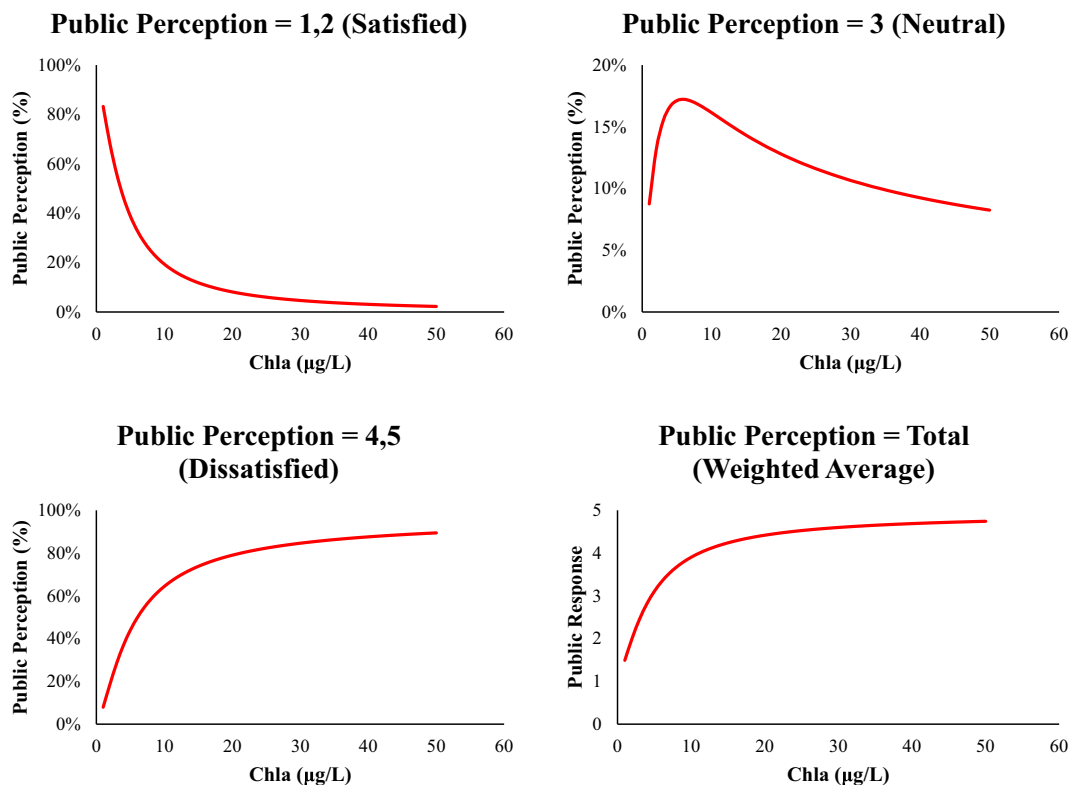 Public Perception = 1,2 (Satisfied)
Public Perception (%)
100%
80%
60%
40%
20%
0%
0 10 20 30 40 50 60
Chla (µg/L)
Public Perception = 3 (Neutral)
Public Perception (%)
20%
15%
10%
5%
0%
0 10 20 30 40 50 60
Chla (µg/L)
Public Perception = 4,5
(Dissatisfied)
Public Perception (%)
100%
80%
60%
40%
20%
0%
0 10 20 30 40 50 60
Chla (µg/L)
Public Perception = Total
(Weighted Average)
Public Response
5
4
3
2
1
0
0 10 20 30 40 50 60
Chla (µg/L)